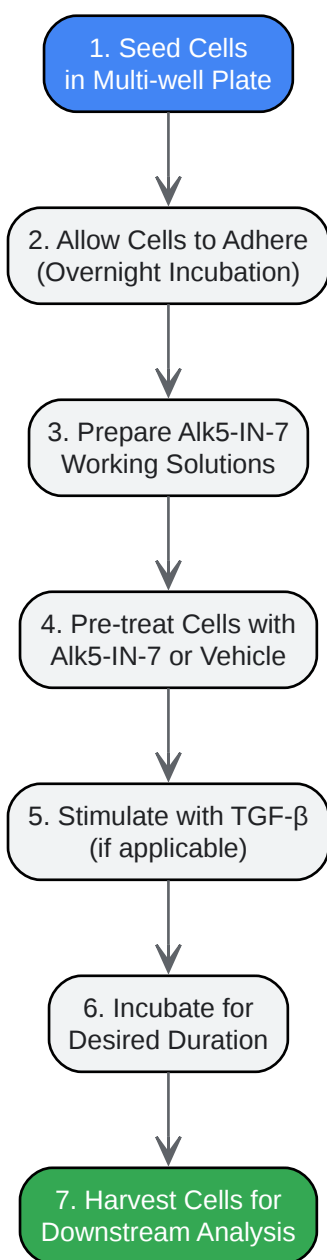 1. Seed Cells
in Multi-well Plate
2. Allow Cells to Adhere
(Overnight Incubation)
3. Prepare Alk5-IN-7
Working Solutions
4. Pre-treat Cells with
Alk5-IN-7 or Vehicle
5. Stimulate with TGF-β
(if applicable)
6. Incubate for
Desired Duration
7. Harvest Cells for
Downstream Analysis